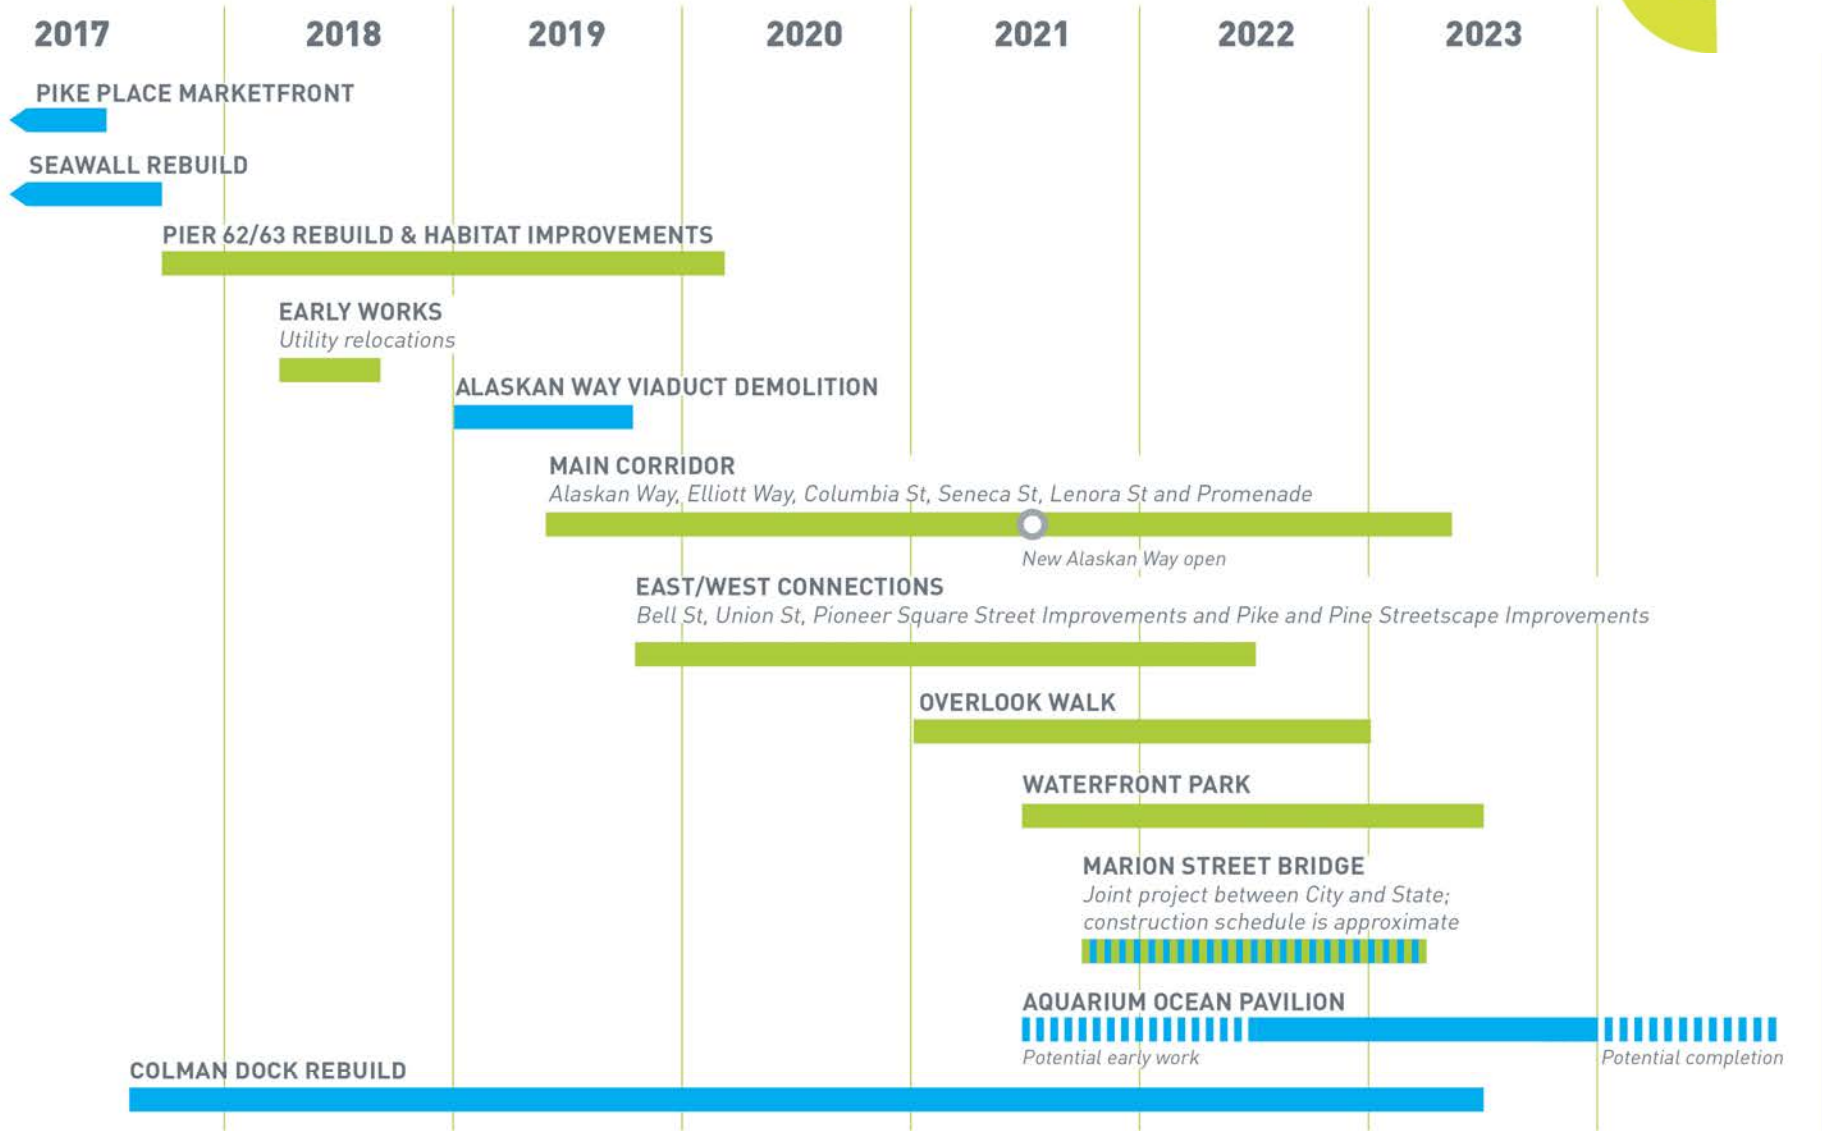 2017 2018 2019 2020 2021 2022 2023
PIKE PLACE MARKETFRONT
SEAWALL REBUILD
PIER 62/63 REBUILD & HABITAT IMPROVEMENTS
EARLY WORKS
Utility relocations
ALASKAN WAY VIADUCT DEMOLITION
MAIN CORRIDOR
Alaskan Way, Elliott Way, Columbia St, Seneca St, Lenora St and Promenade
New Alaskan Way open
EAST/WEST CONNECTIONS
Bell St, Union St, Pioneer Square Street Improvements and Pike and Pine Streetscape Improvements
OVERLOOK WALK
WATERFRONT PARK
MARION STREET BRIDGE
Joint project between City and State;
construction schedule is approximate
AQUARIUM OCEAN PAVILION
Potential early work
Potential completion
COLMAN DOCK REBUILD